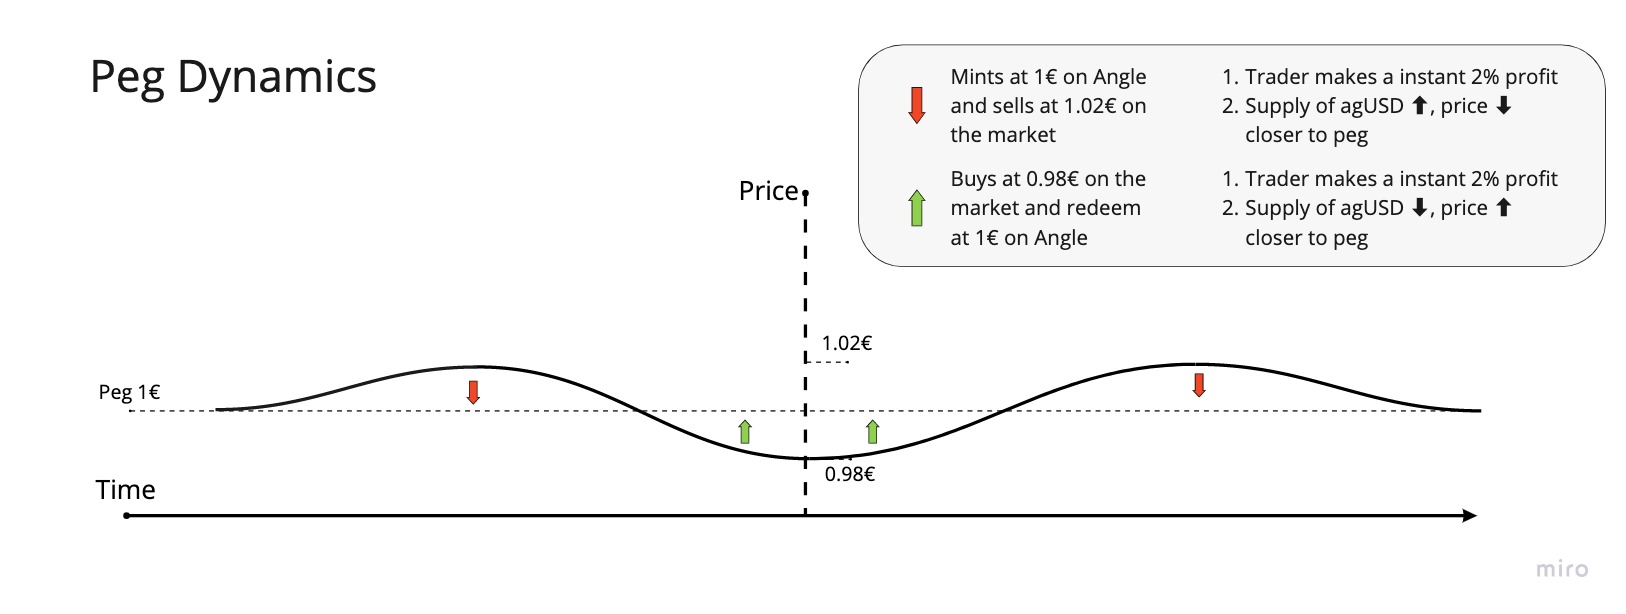 Peg Dynamics
Mints at 1€ on Angle
and sells at 1.02€ on
the market
1. Trader makes a instant 2% profit
2. Supply of agUSD ⬆, price ⬇
closer to peg
Buys at 0.98€ on the
market and redeem
at 1€ on Angle
1. Trader makes a instant 2% profit
2. Supply of agUSD ⬇, price ⬆
closer to peg
Price
1.02€
Peg 1€
0.98€
Time
miro